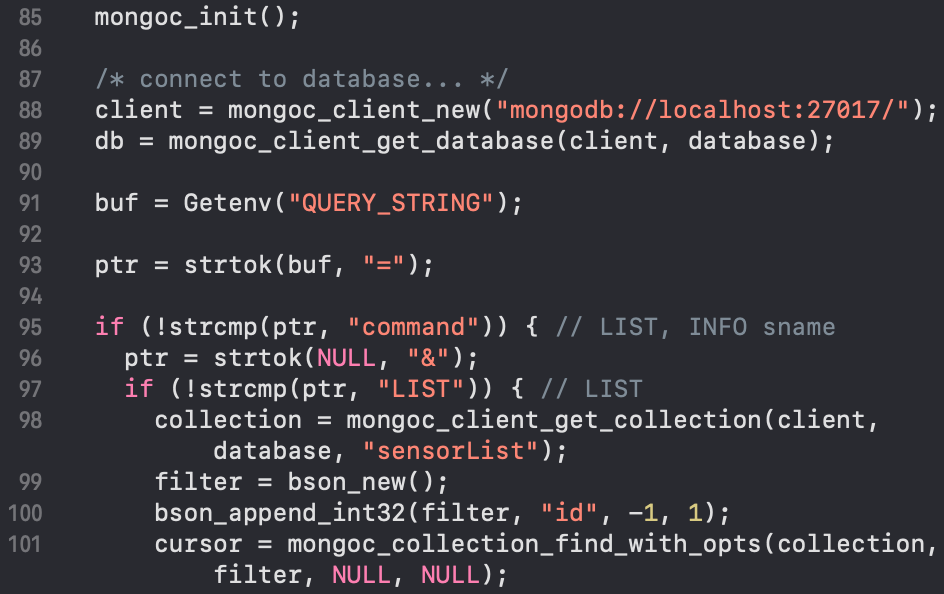 85 mongoc_init();
86
87 /* connect to database... */
88 client = mongoc_client_new("mongodb://localhost:27017/");
89 db = mongoc_client_get_database(client, database);
90
91 buf = Getenv("QUERY_STRING");
92
93 ptr = strtok(buf, "=");
94
95 if (!strcmp(ptr, "command")) { // LIST, INFO sname
96 ptr = strtok(NULL, "&");
97 if (!strcmp(ptr, "LIST")) { // LIST
98 collection = mongoc_client_get_collection(client,
database, "sensorList");
99 filter = bson_new();
100 bson_append_int32(filter, "id", -1, 1);
101 cursor = mongoc_collection_find_with_opts(collection,
filter, NULL, NULL);